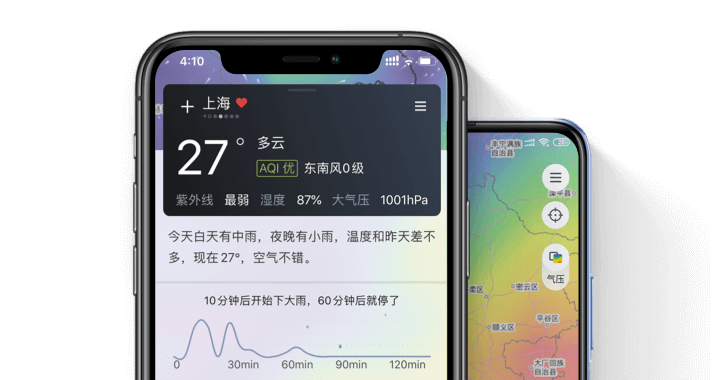 4:10
上海
27°
多云
AQI 优 东南风0级
紫外线 最弱 湿度 87% 大气压 1001hPa
今天白天有中雨，夜晚有小雨，温度和昨天差不
多，现在27°，空气不错。
10分钟后开始下大雨，60分钟后就停了
0 30min 60min 90min 120min
丰宁满族
自治县
滦平县
气压
怀柔区
密云区
平谷区
顺义区
大厂回族
自治县